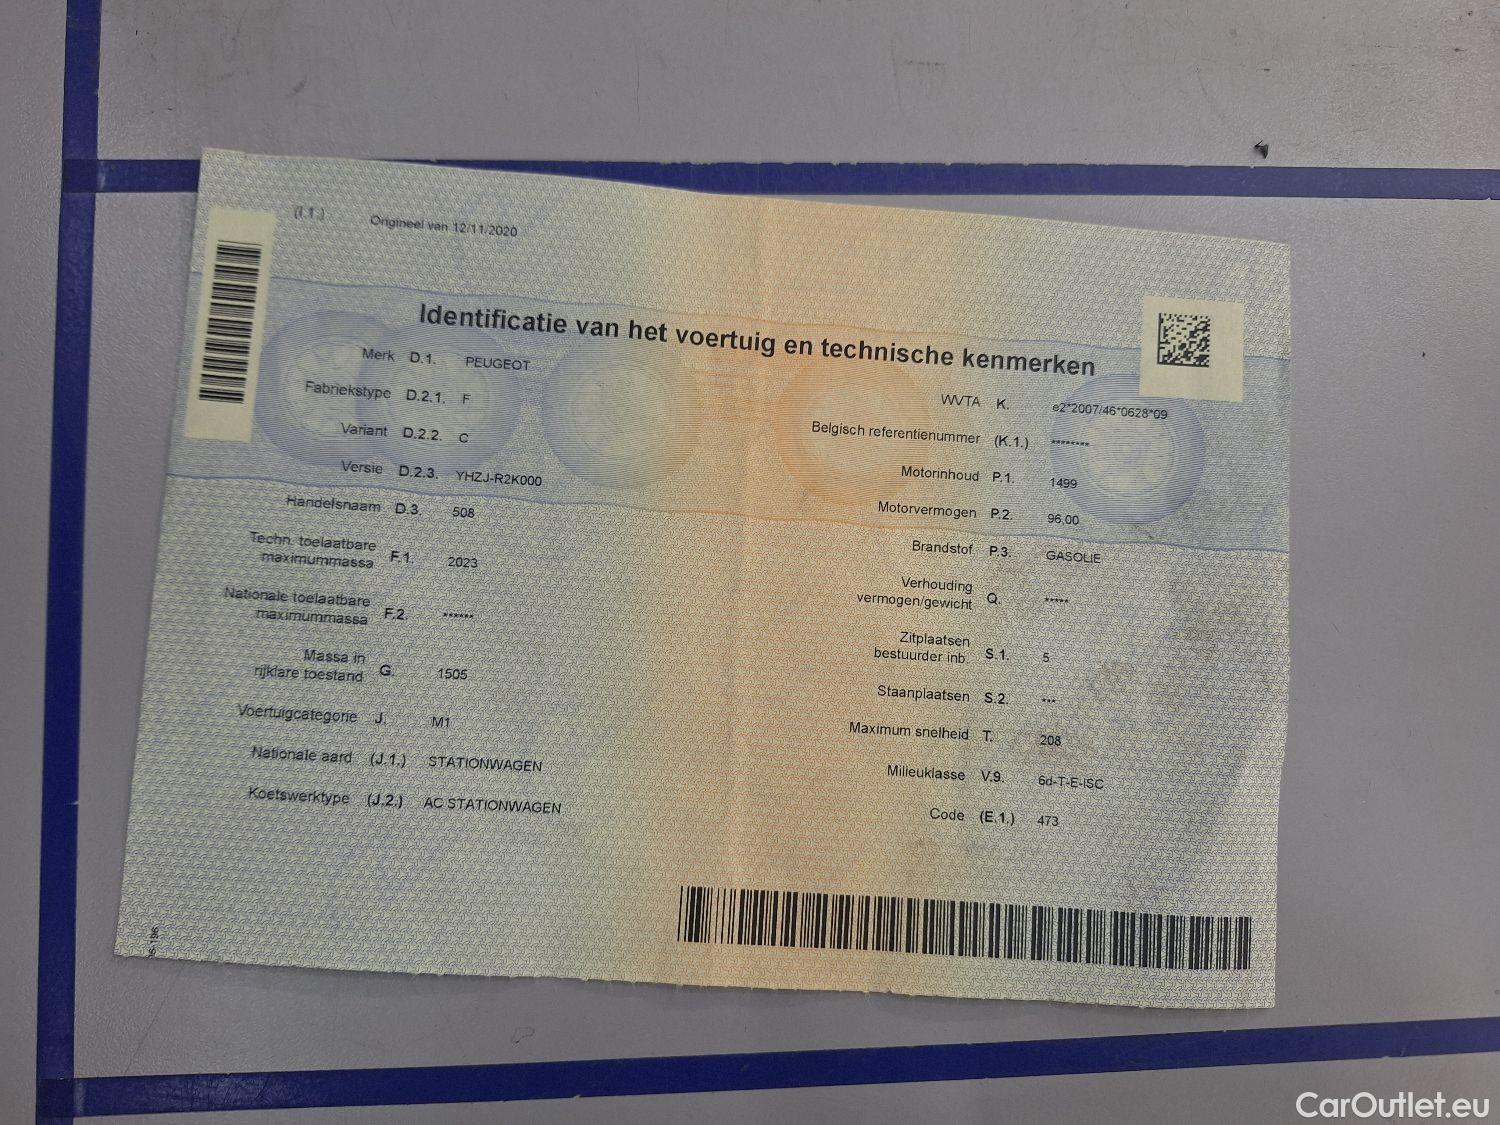 (I.1.) Origineel van 12/11/2020
Identificatie van het voertuig en technische kenmerken
Merk D.1. PEUGEOT
Fabriekstype D.2.1. F
Variant D.2.2. C
Versie D.2.3. YHZJ-R2K000
Handelsnaam D.3. 508
Techn. toelaatbare
maximummassa F.1. 2023
Nationale toelaatbare
maximummassa F.2. ******
Massa in
rijklare toestand G. 1505
Voertuigcategorie J. M1
Nationale aard (J.1.) STATIONWAGEN
Koetswerktype (J.2.) AC STATIONWAGEN
WVTA K. e2*2007/46*0628*09
Belgisch referentienummer (K.1.) ********
Motorinhoud P.1. 1499
Motorvermogen P.2. 96,00
Brandstof P.3. GASOLIE
Verhouding
vermogen/gewicht Q. *****
Zitplaatsen
bestuurder inb. S.1. 5
Staanplaatsen S.2. ***
Maximum snelheid T. 208
Milieuklasse V.9. 6d-T-E-ISC
Code (E.1.) 473
CarOutlet.eu